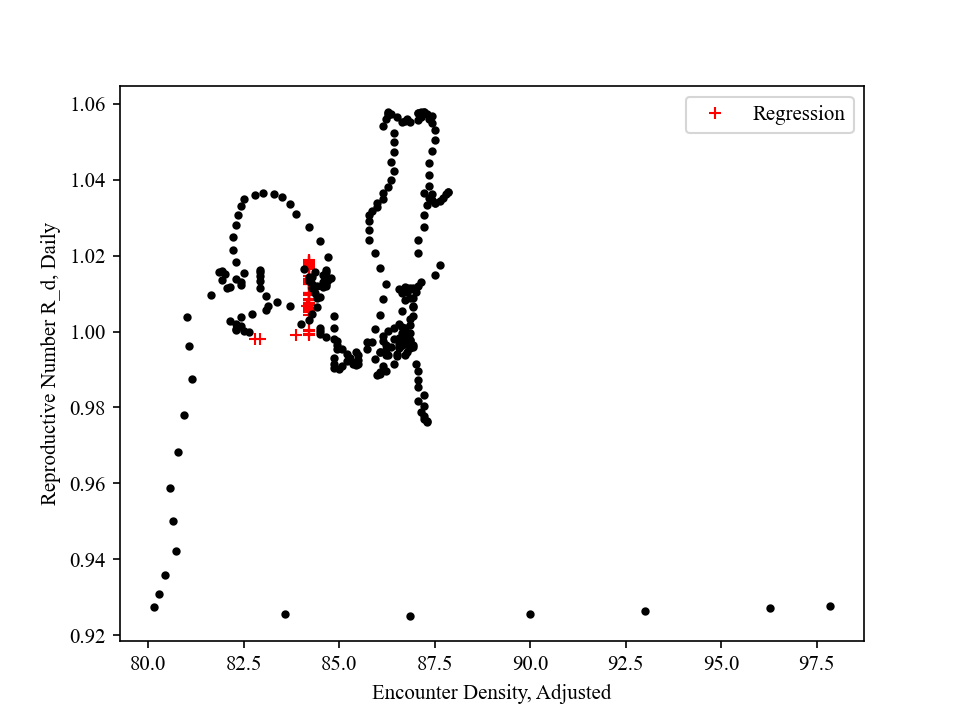 Regression
1.06
1.04
1.02
1.00
0.98
0.96
0.94
0.92
Reproductive Number R_d, Daily
80.0 82.5 85.0 87.5 90.0 92.5 95.0 97.5
Encounter Density, Adjusted